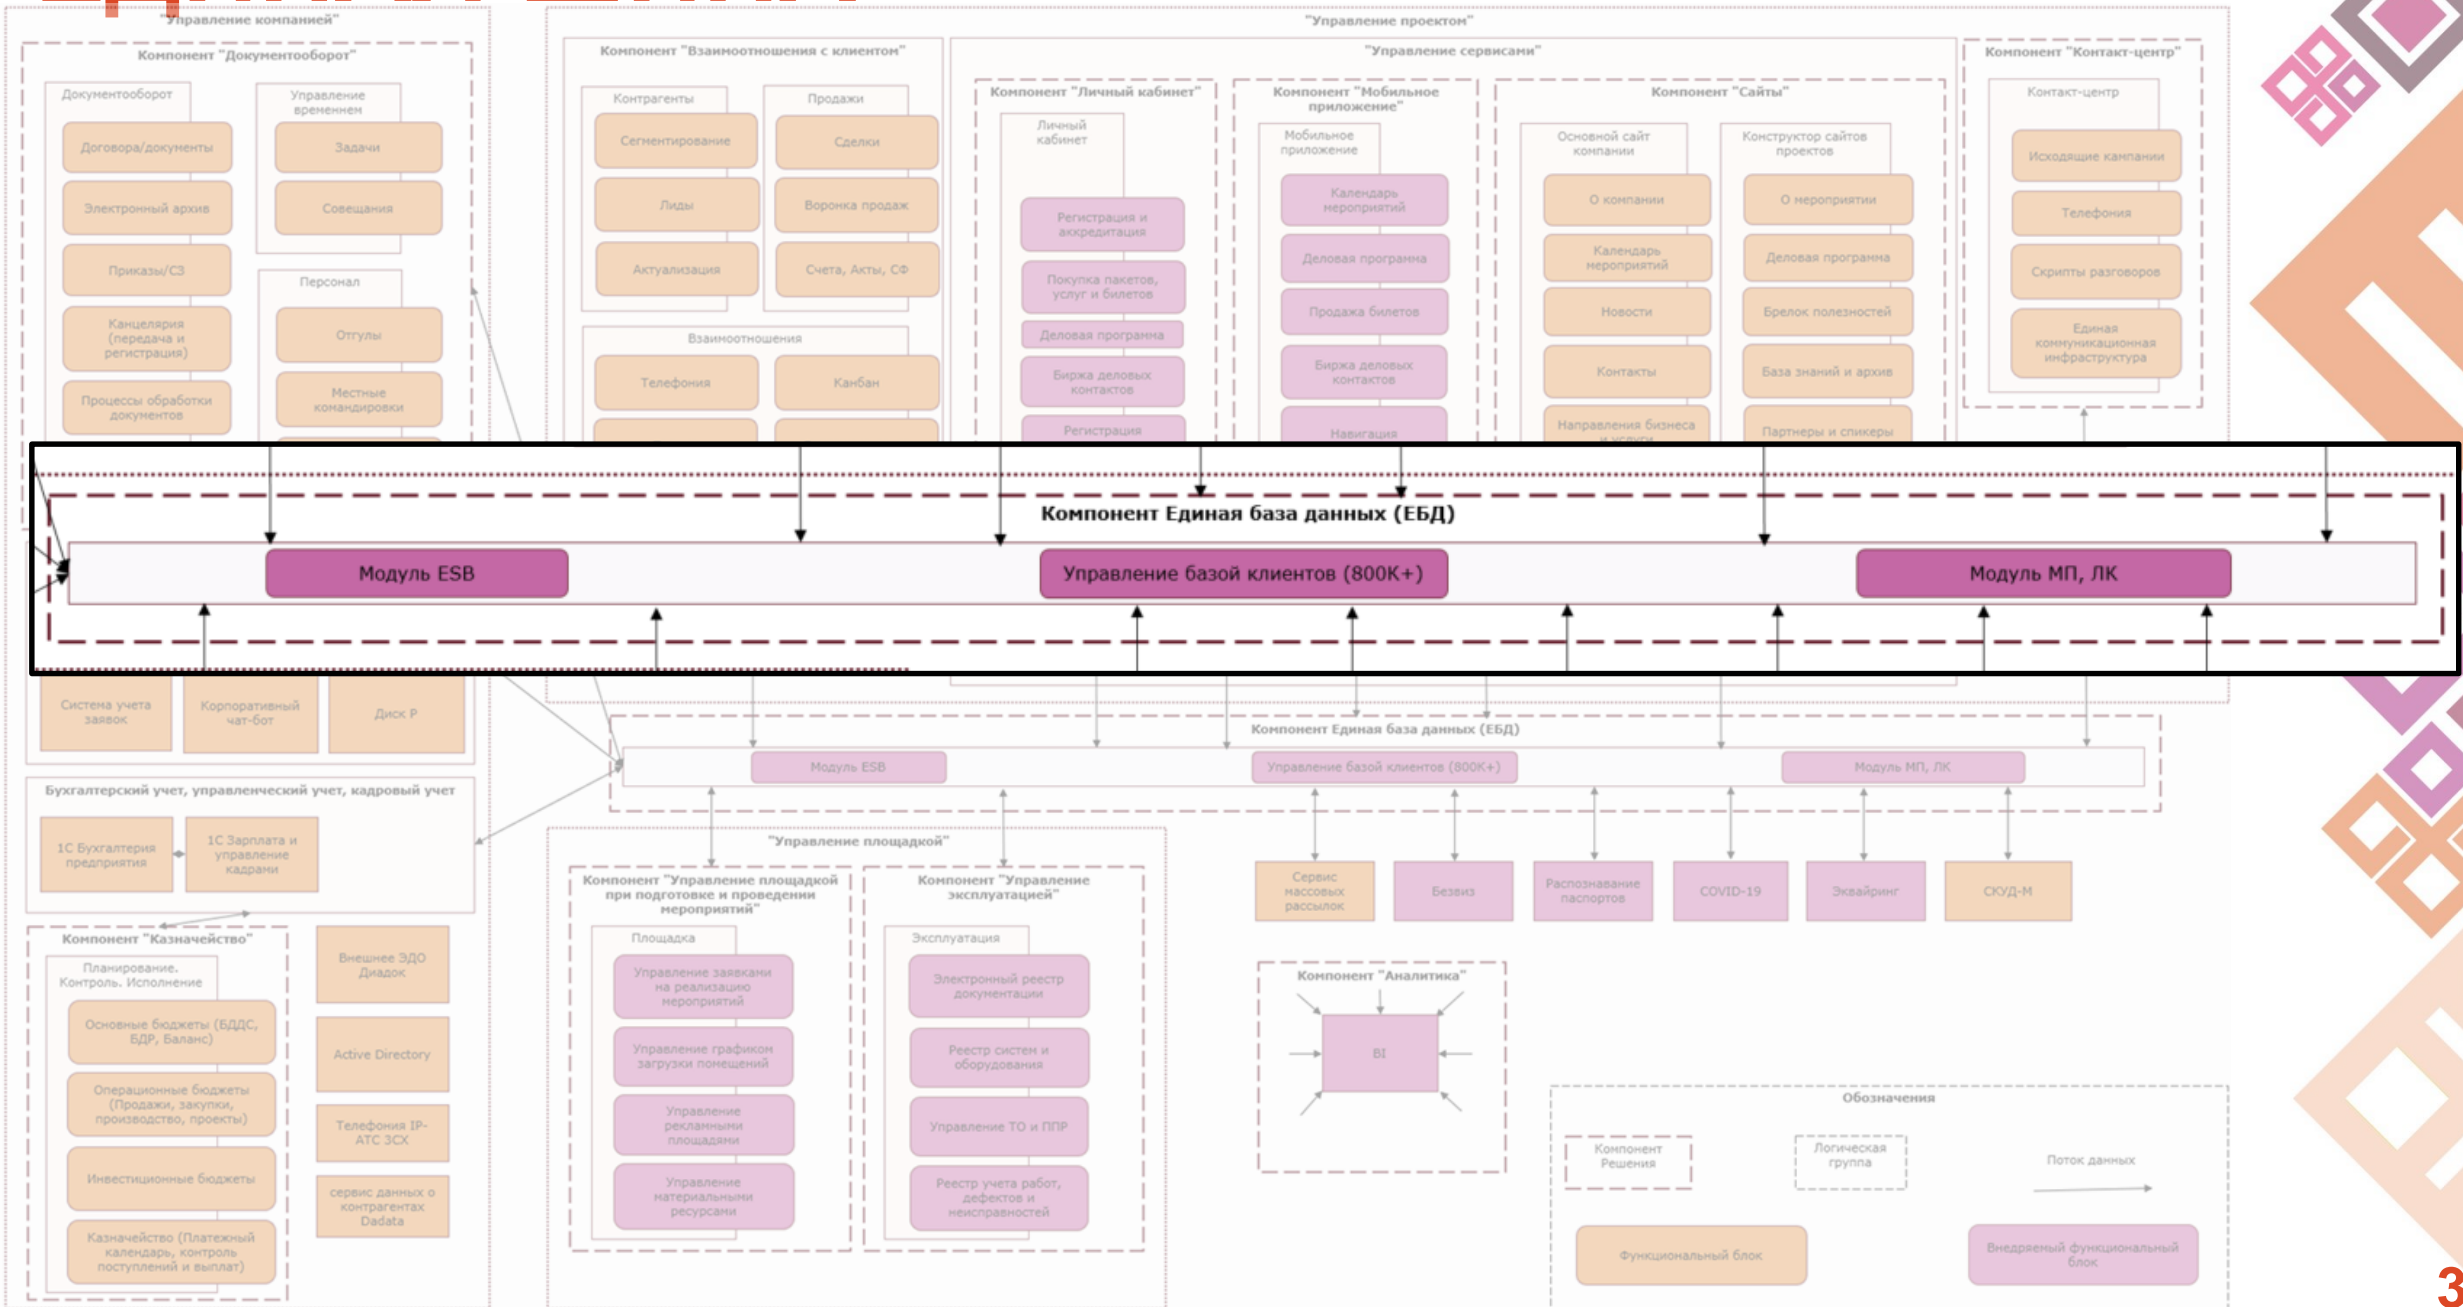 "Управление компанией"
Компонент "Документооборот"
Документооборот
Договора/документы
Электронный архив
Приказы/СЗ
Канцелярия
(передача и
регистрация)
Процессы обработки
документов
Управление
временнем
Задачи
Совещания
Персонал
Отгулы
Местные
командировки
"Управление проектом"
Компонент "Взаимоотношения с клиентом"
Контрагенты
Сегментирование
Лиды
Актуализация
Продажи
Сделки
Воронка продаж
Счета, Акты, СФ
Взаимоотношения
Телефония
Канбан
"Управление сервисами"
Компонент "Личный кабинет"
Личный
кабинет
Регистрация и
аккредитация
Покупка пакетов,
услуг и билетов
Деловая программа
Биржа деловых
контактов
Регистрация
Компонент "Мобильное
приложение"
Мобильное
приложение
Календарь
мероприятий
Деловая программа
Продажа билетов
Биржа деловых
контактов
Навигация
Компонент "Сайты"
Основной сайт
компании
О компании
Календарь
мероприятий
Новости
Контакты
Направления бизнеса
и услуги
Конструктор сайтов
проектов
О мероприятии
Деловая программа
Брелок полезностей
База знаний и архив
Партнеры и спикеры
Компонент "Контакт-центр"
Контакт-центр
Исходящие кампании
Телефония
Скрипты разговоров
Единая
коммуникационная
инфраструктура
Компонент Единая база данных (ЕБД)
Модуль ESB
Управление базой клиентов (800К+)
Модуль МП, ЛК
Система учета
заявок
Корпоративный
чат-бот
Диск Р
Компонент Единая база данных (ЕБД)
Модуль ESB
Управление базой клиентов (800К+)
Модуль МП, ЛК
Бухгалтерский учет, управленческий учет, кадровый учет
1С Бухгалтерия
предприятия
1С Зарплата и
управление
кадрами
Компонент "Казначейство"
Планирование.
Контроль. Исполнение
Основные бюджеты (БДДС,
БДР, Баланс)
Операционные бюджеты
(Продажи, закупки,
производство, проекты)
Инвестиционные бюджеты
Казначейство (Платежный
календарь, контроль
поступлений и выплат)
Внешнее ЭДО
Диадок
Active Directory
Телефония IP-
АТС 3CX
сервис данных о
контрагентах
Dadata
"Управление площадкой"
Компонент "Управление площадкой
при подготовке и проведении
мероприятий"
Площадка
Управление заявками
на реализацию
мероприятий
Управление графиком
загрузки помещений
Управление
рекламными
площадями
Управление
материальными
ресурсами
Компонент "Управление
эксплуатацией"
Эксплуатация
Электронный реестр
документации
Реестр систем и
оборудования
Управление ТО и ППР
Реестр учета работ,
дефектов и
неисправностей
Сервис
массовых
рассылок
Безвиз
Распознавание
паспортов
COVID-19
Эквайринг
СКУД-М
Компонент "Аналитика"
BI
Обозначения
Компонент
Решения
Логическая
группа
Поток данных
Функциональный блок
Внедряемый функциональный
блок
3